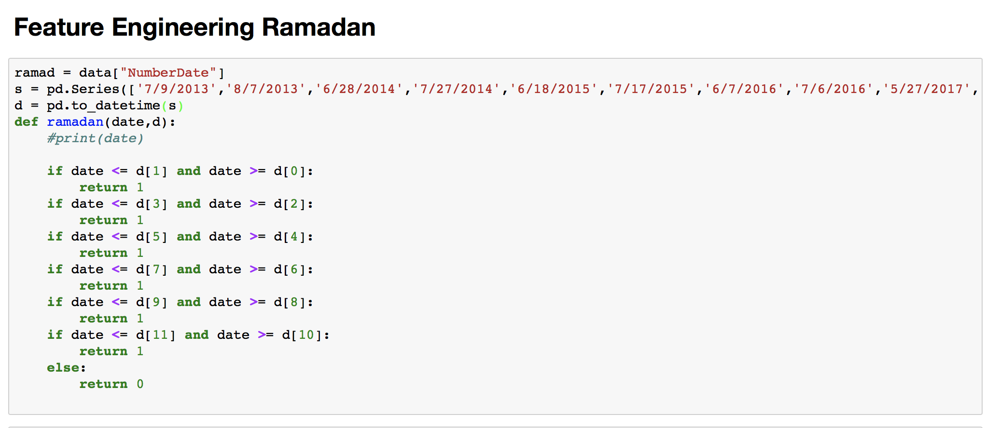 Feature Engineering Ramadan
ramad = data["NumberDate"]
s = pd.Series(['7/9/2013','8/7/2013','6/28/2014','7/27/2014','6/18/2015','7/17/2015','6/7/2016','7/6/2016','5/27/2017',
d = pd.to_datetime(s)
def ramadan(date,d):
    #print(date)
    if date <= d[1] and date >= d[0]:
        return 1
    if date <= d[3] and date >= d[2]:
        return 1
    if date <= d[5] and date >= d[4]:
        return 1
    if date <= d[7] and date >= d[6]:
        return 1
    if date <= d[9] and date >= d[8]:
        return 1
    if date <= d[11] and date >= d[10]:
        return 1
    else:
        return 0